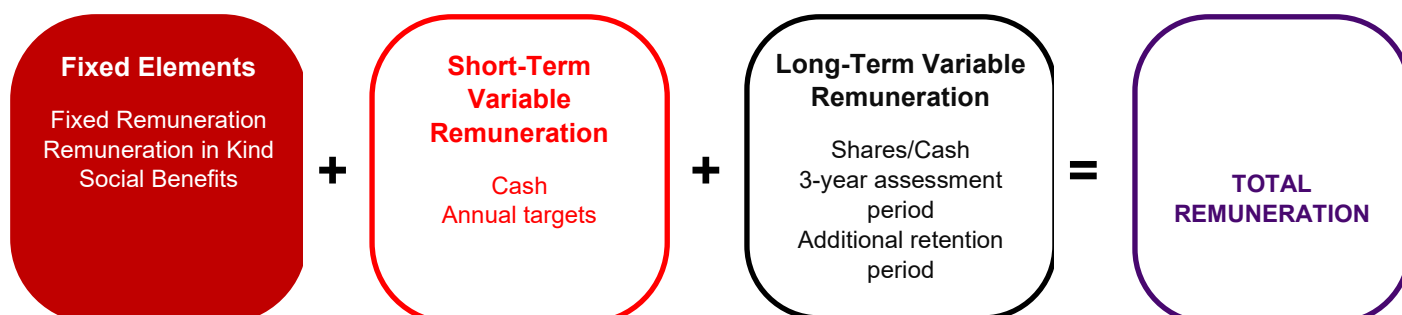 Fixed Elements
Fixed Remuneration
Remuneration in Kind
Social Benefits
+
Short-Term
Variable
Remuneration
Cash
Annual targets
+
Long-Term Variable
Remuneration
Shares/Cash
3-year assessment
period
Additional retention
period
=
TOTAL
REMUNERATION